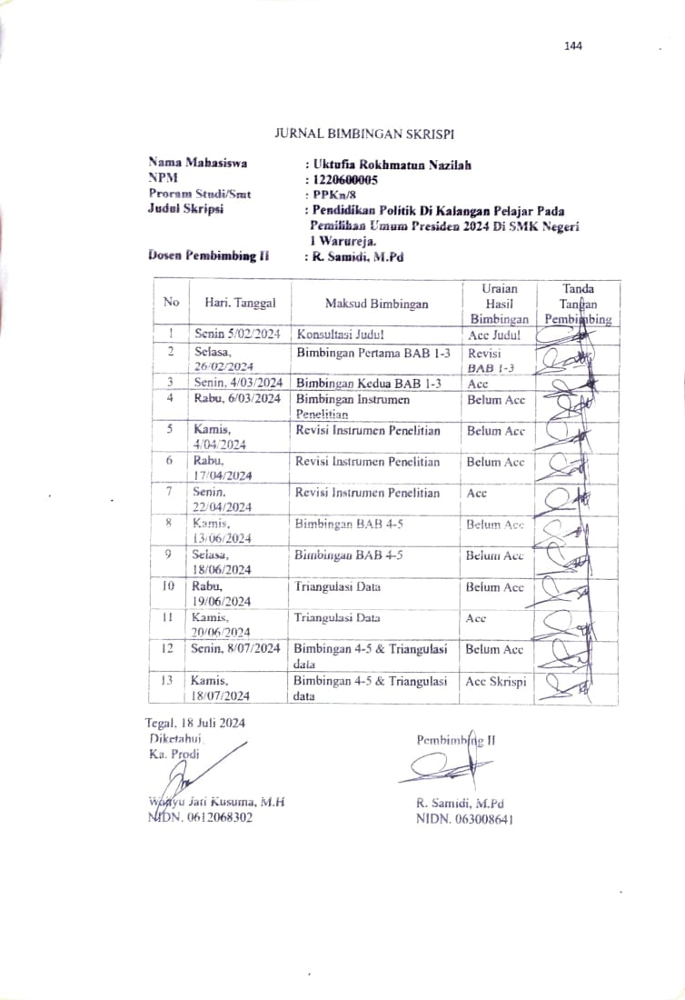 144
JURNAL BIMBINGAN SKRISPI
Nama Mahasiswa : Uktufia Rokhmatun Nazilah
NPM : 1220600005
Proram Studi/Smt : PPKn/8
Judul Skripsi : Pendidikan Politik Di Kalangan Pelajar Pada
Pemilihan Umum Presiden 2024 Di SMK Negeri
1 Warureja.
Dosen Pembimbing II : R. Samidi, M.Pd
No Hari. Tanggal Maksud Bimbingan Uraian Hasil Bimbingan Tanda Tangan Pembimbing
1 Senin 5/02/2024 Konsultasi Judul Acc Judul
2 Selasa, 26/02/2024 Bimbingan Pertama BAB 1-3 Revisi BAB 1-3
3 Senin, 4/03/2024 Bimbingan Kedua BAB 1-3 Acc
4 Rabu, 6/03/2024 Bimbingan Instrumen Penelitian Belum Acc
5 Kamis, 4/04/2024 Revisi Instrumen Penelitian Belum Acc
6 Rabu, 17/04/2024 Revisi Instrumen Penelitian Belum Acc
7 Senin, 22/04/2024 Revisi Instrumen Penelitian Acc
8 Kamis, 13/06/2024 Bimbingan BAB 4-5 Belum Acc
9 Selasa, 18/06/2024 Bimbingan BAB 4-5 Belum Acc
10 Rabu, 19/06/2024 Triangulasi Data Belum Acc
11 Kamis, 20/06/2024 Triangulasi Data Acc
12 Senin, 8/07/2024 Bimbingan 4-5 & Triangulasi data Belum Acc
13 Kamis, 18/07/2024 Bimbingan 4-5 & Triangulasi data Acc Skrispi
Tegal, 18 Juli 2024
Diketahui
Ka. Prodi
Pembimbing II
Wahyu Jati Kusuma, M.H
NIDN. 0612068302
R. Samidi, M.Pd
NIDN. 063008641